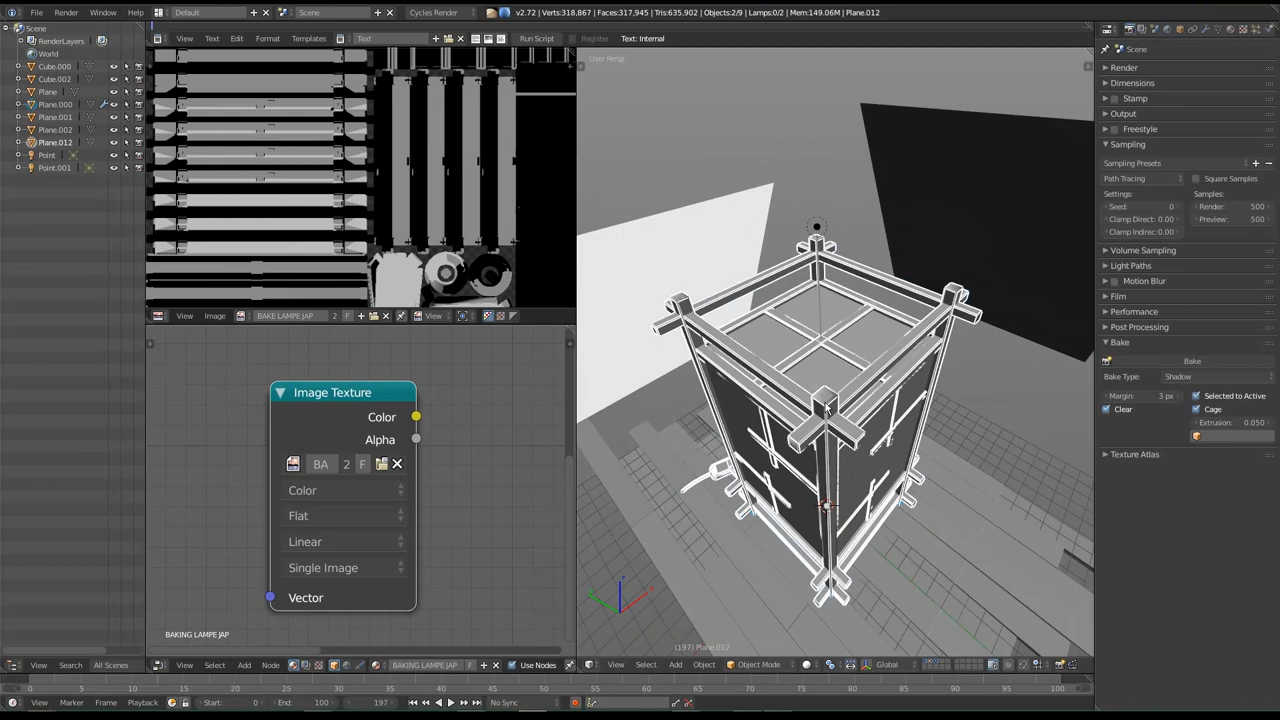 File Render Window Help Default Scene Cycles Render v2.72 | Verts:318,867 | Faces:317,945 | Tris:635,902 | Objects:2/9 | Lamps:0/2 | Mem:149.06M | Plane.012
Scene
RenderLayers
World
Cube.000
Cube.002
Plane
Plane.000
Plane.001
Plane.002
Plane.012
Point
Point.001
View Search All Scenes
View Text Edit Format Templates Text Run Script Register Text: Internal
View Image BAKE LAMPE JAP 2 F View
Image Texture
Color
Alpha
BA 2 F
Color
Flat
Linear
Single Image
Vector
BAKING LAMPE JAP
View Select Add Node BAKING LAMPE JAP Use Nodes
User Persp
(197) Plane.012
View Select Add Object Object Mode Global
Scene
Render
Dimensions
Stamp
Output
Freestyle
Sampling
Sampling Presets
Path Tracing Square Samples
Settings: Samples:
Seed: 0 Render: 500
Clamp Direct: 0.00 Preview: 500
Clamp Indirec: 0.00
Volume Sampling
Light Paths
Motion Blur
Film
Performance
Post Processing
Bake
Bake
Bake Type: Shadow
Margin: 3 px Selected to Active
Clear Cage
Extrusion: 0.050
Texture Atlas
0 5 10 15 20 25 30 35 40 45 50 55 60 65 70 75 80 85 90 95 100
View Marker Frame Playback Start: 0 End: 100 197 No Sync